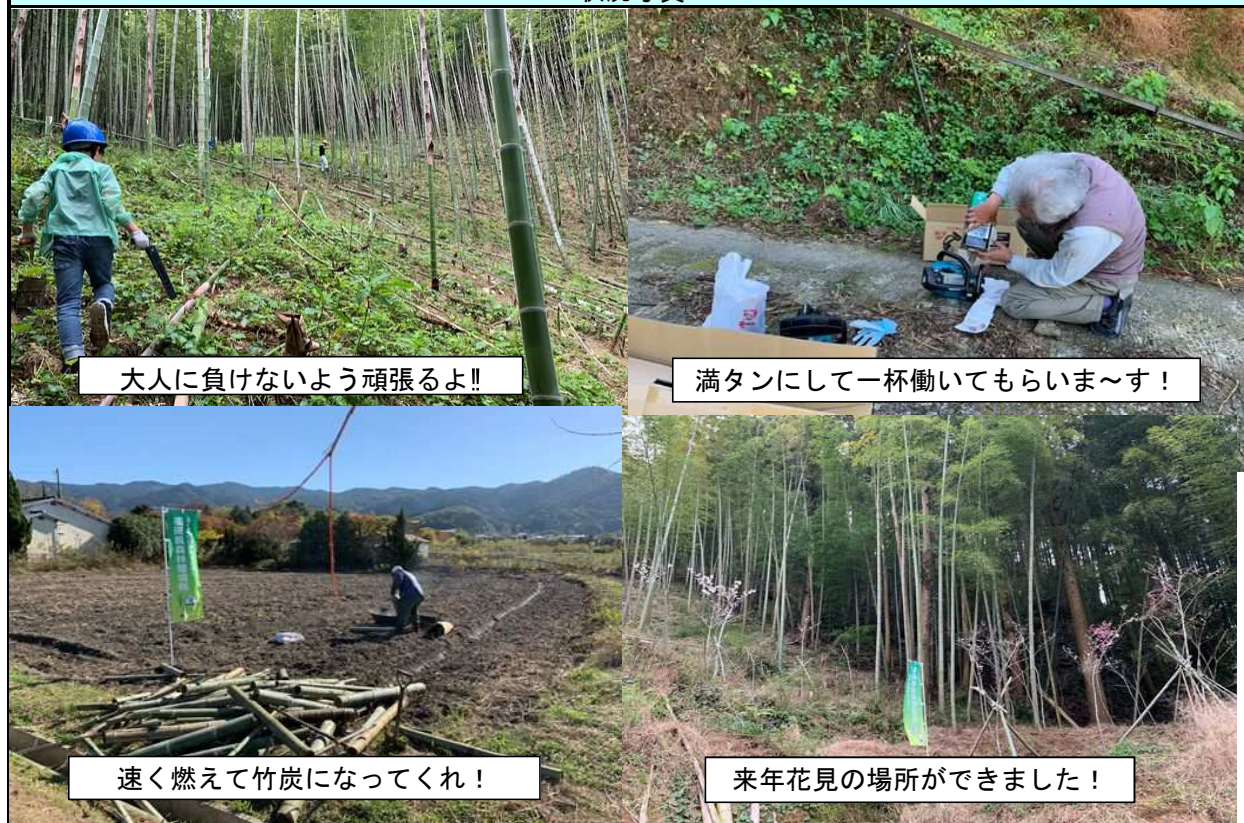 大人に負けないよう頑張るよ‼
満タンにして一杯働いてもらいま～す！
速く燃えて竹炭になってくれ！
来年花見の場所ができました！